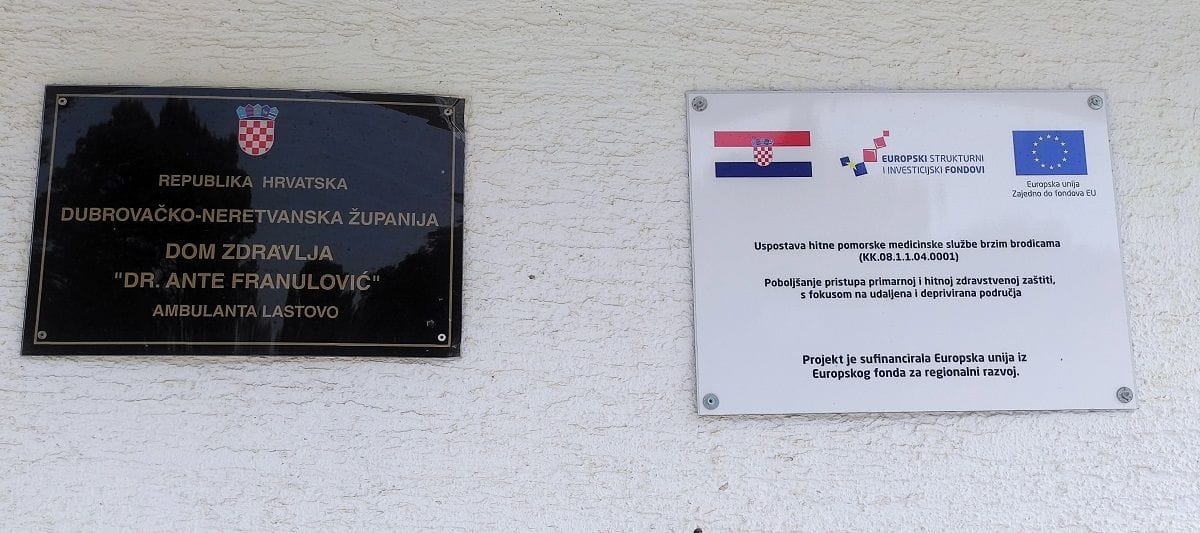 REPUBLIKA HRVATSKA
DUBROVAČKO-NERETVANSKA ŽUPANIJA
DOM ZDRAVLJA
"DR. ANTE FRANULOVIĆ"
AMBULANTA LASTOVO
EUROPSKI STRUKTURNI
I INVESTICIJSKI FONDOVI
Europska unija
Zajedno do fondova EU
Uspostava hitne pomorske medicinske službe brzim brodicama
(KK.08.1.1.04.0001)
Poboljšanje pristupa primarnoj i hitnoj zdravstvenoj zaštiti,
s fokusom na udaljena i deprivirana područja
Projekt je sufinancirala Europska unija iz
Europskog fonda za regionalni razvoj.